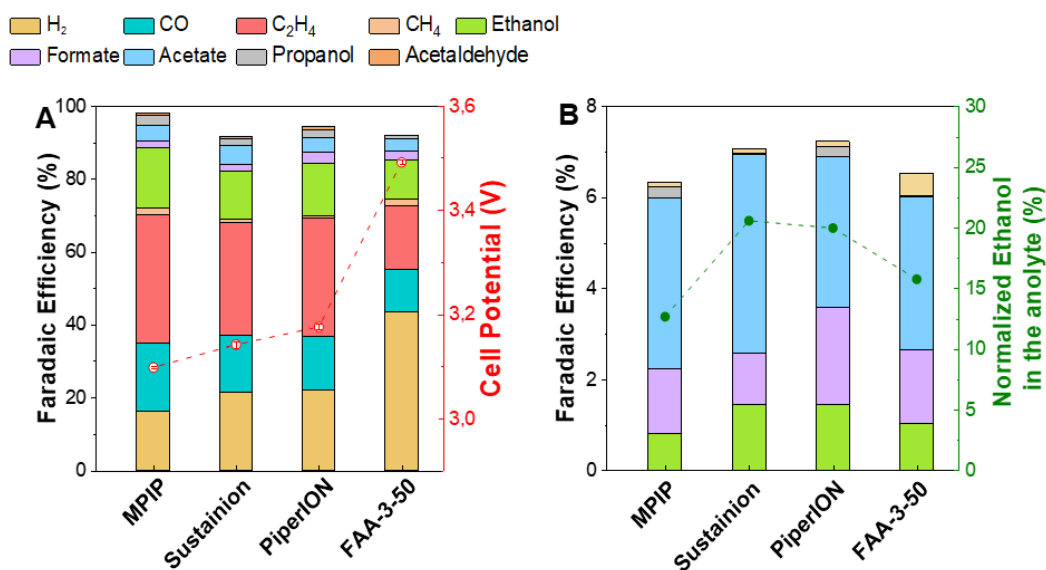 H₂ CO C₂H₄ CH₄ Ethanol
Formate Acetate Propanol Acetaldehyde
A
Faradaic Efficiency (%)
100
80
60
40
20
0
3,6
3,4
3,2
3,0
Cell Potential (V)
MPIP
Sustainion
PiperION
FAA-3-50
B
Faradaic Efficiency (%)
8
6
4
2
0
30
25
20
15
10
5
0
Normalized Ethanol
in the anolyte (%)
MPIP
Sustainion
PiperION
FAA-3-50